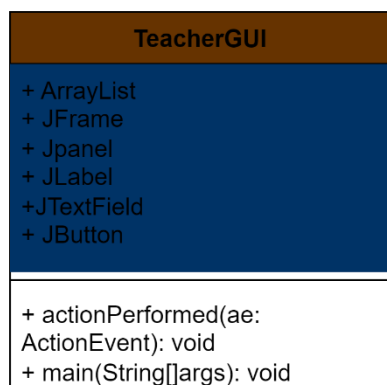 TeacherGUI
+ ArrayList
+ JFrame
+ Jpanel
+ JLabel
+JTextField
+ JButton
+ actionPerformed(ae:
ActionEvent): void
+ main(String[]args): void